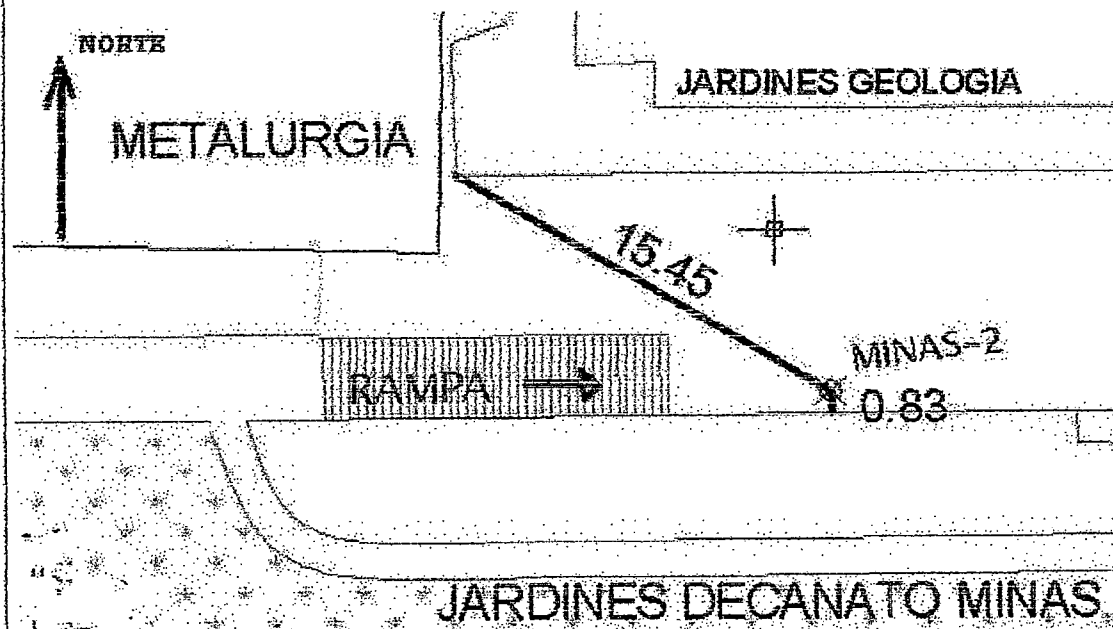 NORTE
JARDINES GEOLOGIA
METALURGIA
15.45
MINAS-2
RAMPA
0.83
JARDINES DECANATO MINAS